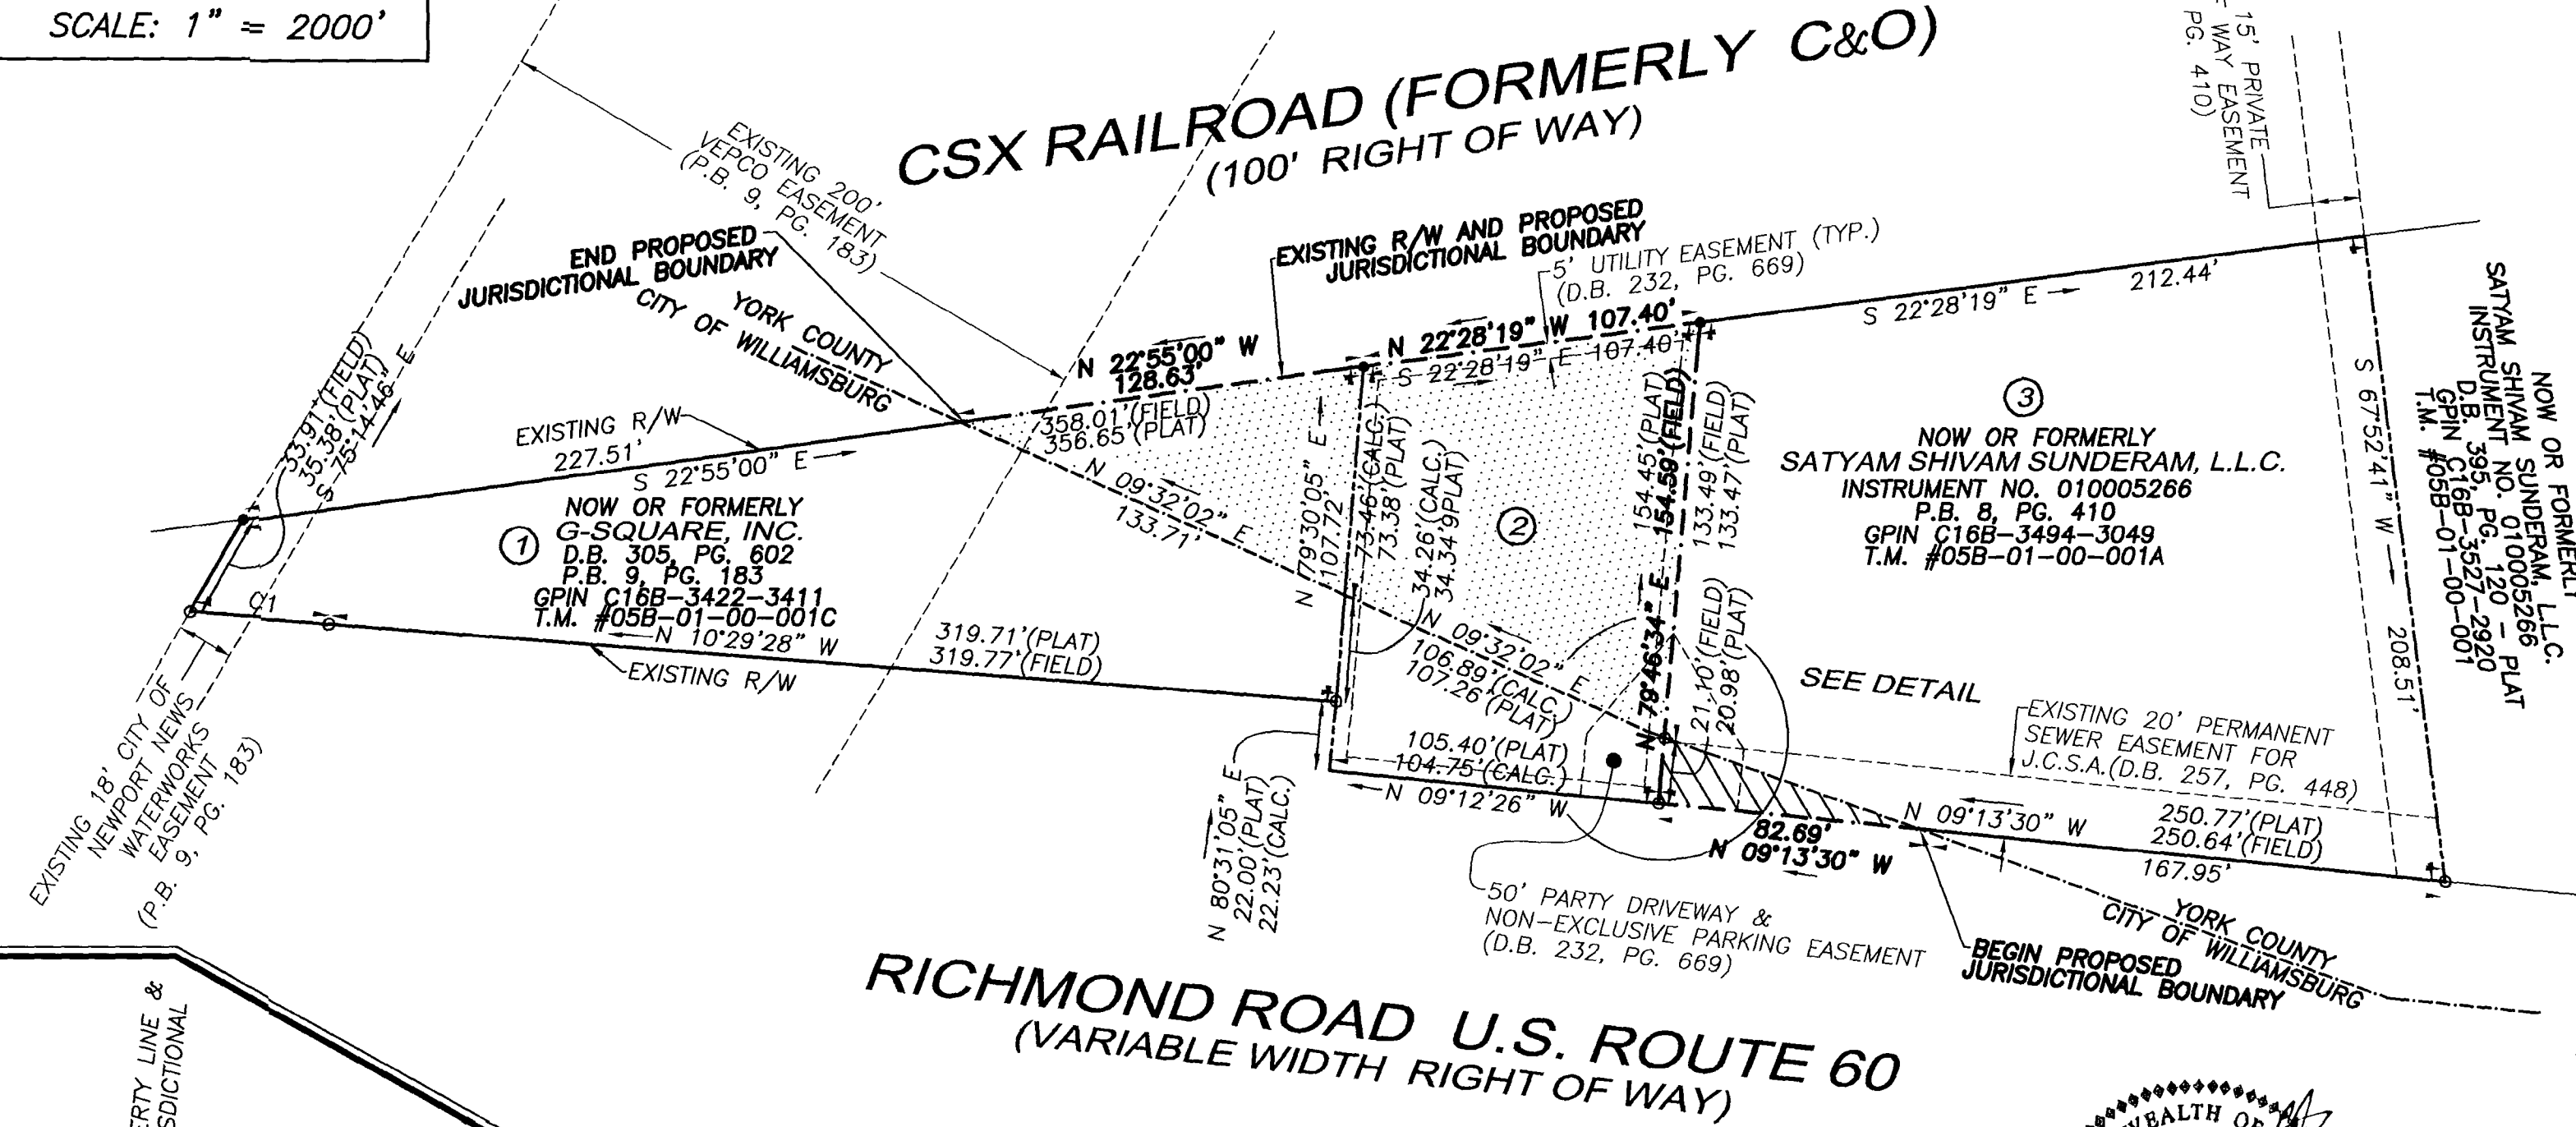 SCALE: 1" = 2000'
CSX RAILROAD (FORMERLY C&O)
(100' RIGHT OF WAY)
15' PRIVATE
WAY EASEMENT
PG. 410)
EXISTING 200'
VEPCO EASEMENT
(P.B. 9, PG. 183)
END PROPOSED
JURISDICTIONAL BOUNDARY
YORK COUNTY
CITY OF WILLIAMSBURG
EXISTING R/W AND PROPOSED
JURISDICTIONAL BOUNDARY
5' UTILITY EASEMENT (TYP.)
(D.B. 232, PG. 669)
N 22°55'00" W
128.63'
N 22°28'19" W 107.40'
S 22°28'19" E 107.40'
S 22°28'19" E
212.44'
33.91'(FIELD)
35.38'(PLAT)
S 75°14'46" E
EXISTING R/W
227.51'
S 22°55'00" E
358.01'(FIELD)
356.65'(PLAT)
N 09°32'02" E
133.71'
N 79°30'05" E
107.72'
73.46'(CALC.)
73.38'(PLAT)
34.26'(CALC.)
34.34'9PLAT)
2
154.45'(PLAT)
154.59'(FIELD)
133.49'(FIELD)
133.47'(PLAT)
N 79°46'34" E
21.10'(FIELD)
20.98'(PLAT)
1
NOW OR FORMERLY
G-SQUARE, INC.
D.B. 305, PG. 602
P.B. 9, PG. 183
GPIN C16B-3422-3411
T.M. #05B-01-00-001C
C1
N 10°29'28" W
319.71'(PLAT)
319.77'(FIELD)
EXISTING R/W
3
NOW OR FORMERLY
SATYAM SHIVAM SUNDERAM, L.L.C.
INSTRUMENT NO. 010005266
P.B. 8, PG. 410
GPIN C16B-3494-3049
T.M. #05B-01-00-001A
S 67°52'41" W
208.51'
NOW OR FORMERLY
SATYAM SHIVAM SUNDERAM, L.L.C.
INSTRUMENT NO. 010005266
D.B. 395, PG. 120 - PLAT
GPIN C16B-3527-2920
T.M. #05B-01-00-001
N 09°32'02" E
106.89'(CALC.)
107.26'(PLAT)
105.40'(PLAT)
104.75'(CALC.)
N 09°12'26" W
N 80°31'05" E
22.00'(PLAT)
22.23'(CALC.)
SEE DETAIL
EXISTING 20' PERMANENT
SEWER EASEMENT FOR
J.C.S.A.(D.B. 257, PG. 448)
82.69'
N 09°13'30" W
N 09°13'30" W
250.77'(PLAT)
250.64'(FIELD)
167.95'
EXISTING 18' CITY OF
NEWPORT NEWS
WATERWORKS
EASEMENT
(P.B. 9, PG. 183)
50' PARTY DRIVEWAY &
NON-EXCLUSIVE PARKING EASEMENT
(D.B. 232, PG. 669)
YORK COUNTY
CITY OF WILLIAMSBURG
BEGIN PROPOSED
JURISDICTIONAL BOUNDARY
RICHMOND ROAD U.S. ROUTE 60
(VARIABLE WIDTH RIGHT OF WAY)
ERTY LINE &
SDICTIONAL
WEALTH OF